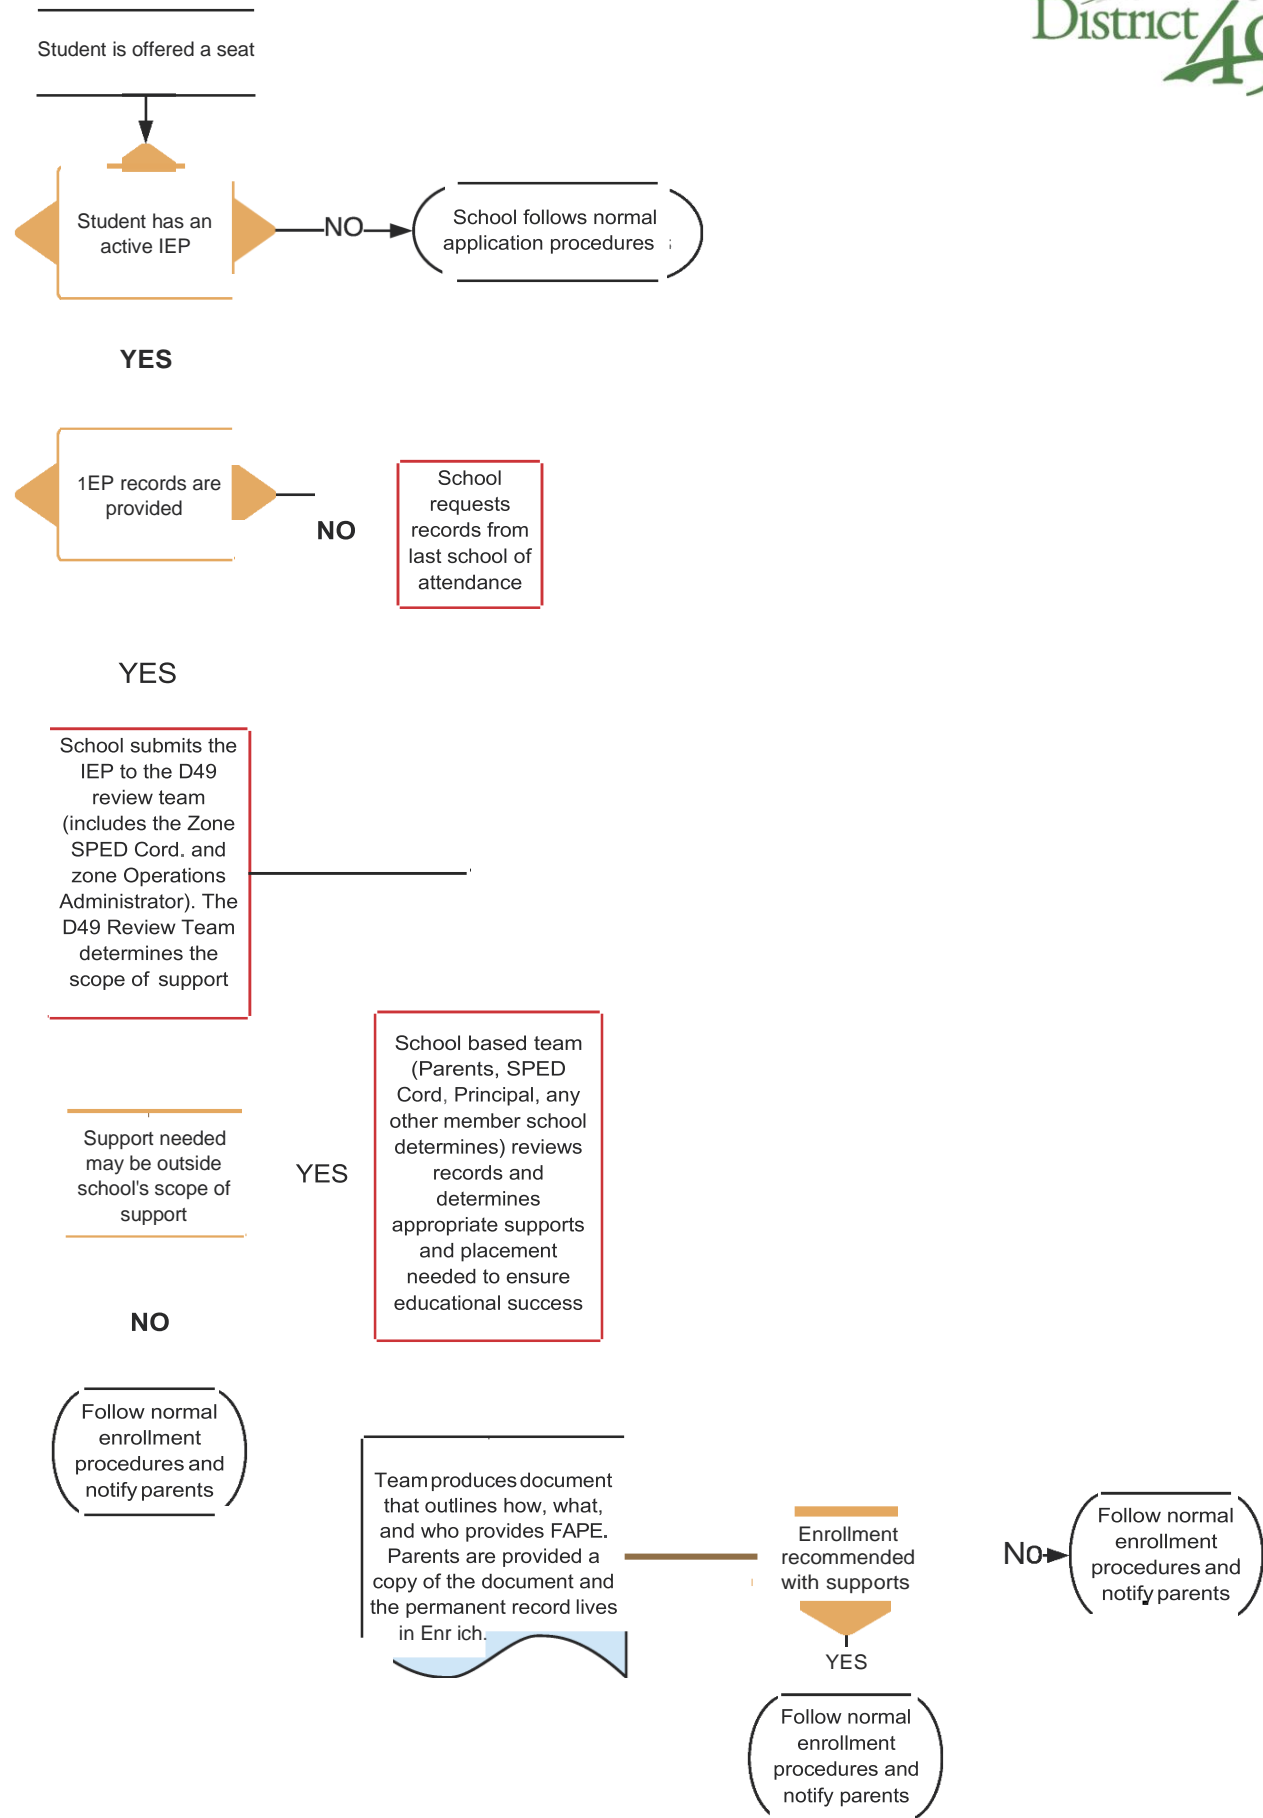 District 49
Student is offered a seat
Student has an
active IEP
NO
School follows normal
application procedures
YES
1EP records are
provided
NO
School
requests
records from
last school of
attendance
YES
School submits the
IEP to the D49
review team
(includes the Zone
SPED Cord. and
zone Operations
Administrator). The
D49 Review Team
determines the
scope of support
School based team
(Parents, SPED
Cord, Principal, any
other member school
determines) reviews
records and
determines
appropriate supports
and placement
needed to ensure
educational success
Support needed
may be outside
school's scope of
support
YES
NO
Follow normal
enrollment
procedures and
notify parents
Team produces document
that outlines how, what,
and who provides FAPE.
Parents are provided a
copy of the document and
the permanent record lives
in Enr ich.
Enrollment
recommended
with supports
No
Follow normal
enrollment
procedures and
notify parents
YES
Follow normal
enrollment
procedures and
notify parents